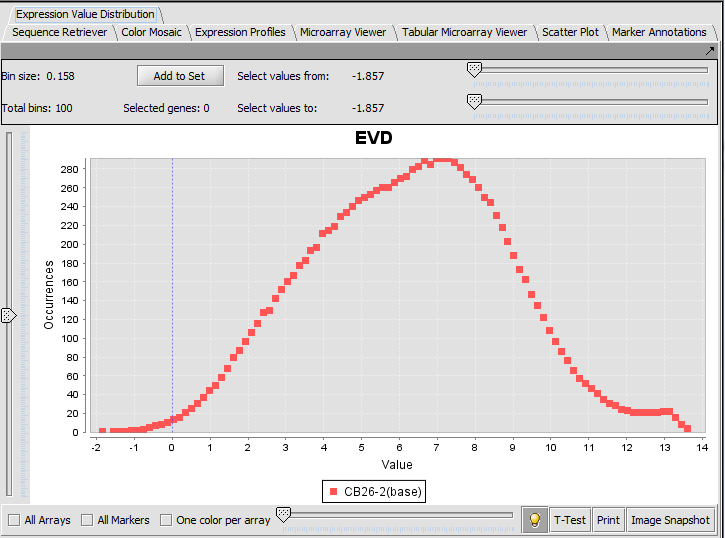 Expression Value Distribution
Sequence Retriever Color Mosaic Expression Profiles Microarray Viewer Tabular Microarray Viewer Scatter Plot Marker Annotations
Bin size: 0.158 Add to Set Select values from: -1.857
Total bins: 100 Selected genes: 0 Select values to: -1.857
EVD
280
260
240
220
200
180
160
140
120
100
80
60
40
20
0
Occurrences
-2 -1 0 1 2 3 4 5 6 7 8 9 10 11 12 13 14
Value
CB26-2(base)
All Arrays All Markers One color per array T-Test Print Image Snapshot